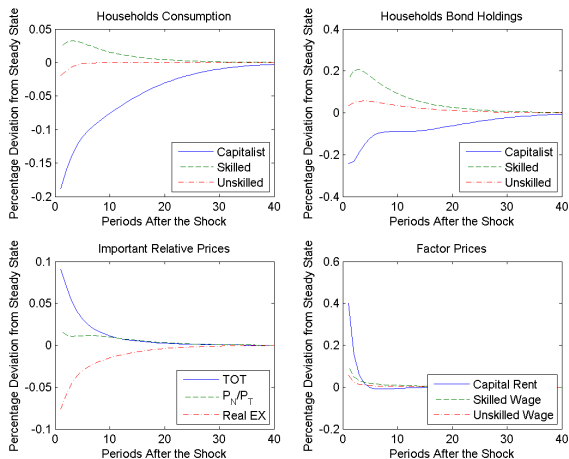 Households Consumption
Percentage Deviation from Steady State
0.05
0
-0.05
-0.1
-0.15
-0.2
0 10 20 30 40
Capitalist
Skilled
Unskilled
Periods After the Shock
Households Bond Holdings
Percentage Deviation from Steady State
0.4
0.2
0
-0.2
-0.4
0 10 20 30 40
Capitalist
Skilled
Unskilled
Periods After the Shock
Important Relative Prices
Percentage Deviation from Steady State
0.1
0.05
0
-0.05
-0.1
0 10 20 30 40
TOT
P_N/P_T
Real EX
Periods After the Shock
Factor Prices
Percentage Deviation from Steady State
0.6
0.4
0.2
0
-0.2
0 10 20 30 40
Capital Rent
Skilled Wage
Unskilled Wage
Periods After the Shock